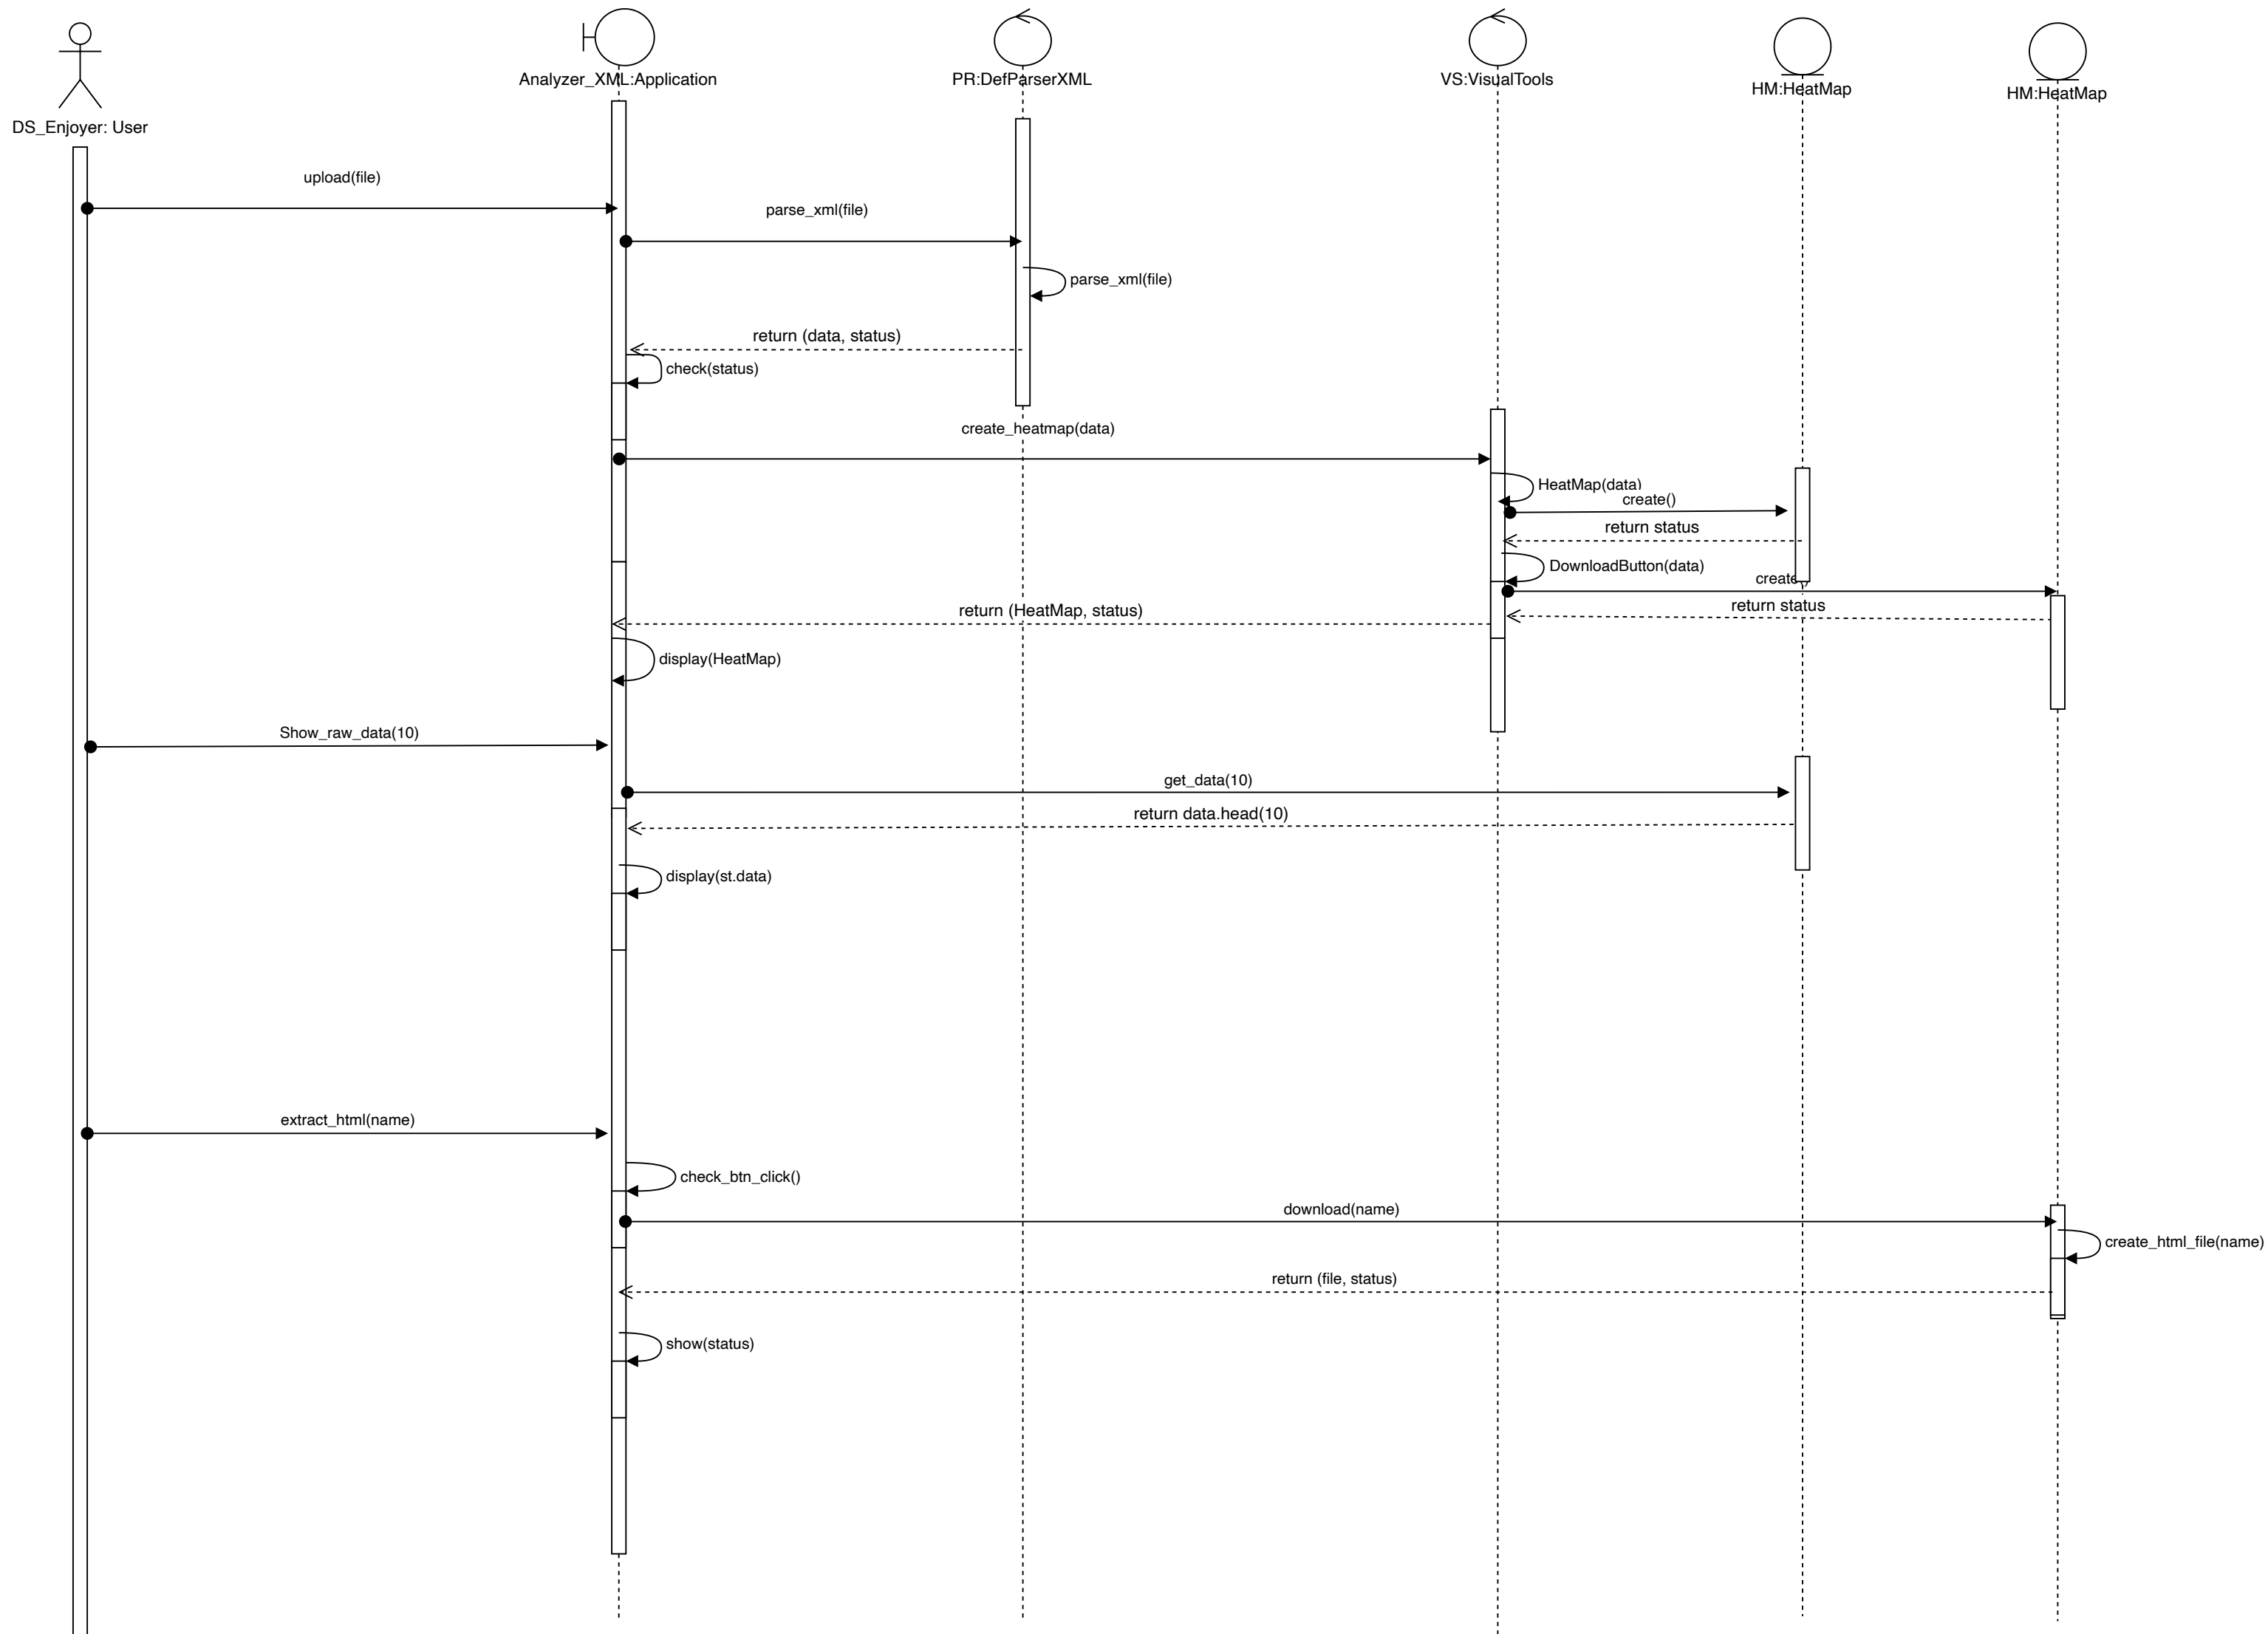 Analyzer_XML:Application
PR:DefParserXML
VS:VisualTools
HM:HeatMap
HM:HeatMap
DS_Enjoyer: User
upload(file)
parse_xml(file)
parse_xml(file)
return (data, status)
check(status)
create_heatmap(data)
HeatMap(data)
create()
return status
DownloadButton(data)
create
return (HeatMap, status)
return status
display(HeatMap)
Show_raw_data(10)
get_data(10)
return data.head(10)
display(st.data)
extract_html(name)
check_btn_click()
download(name)
create_html_file(name)
return (file, status)
show(status)